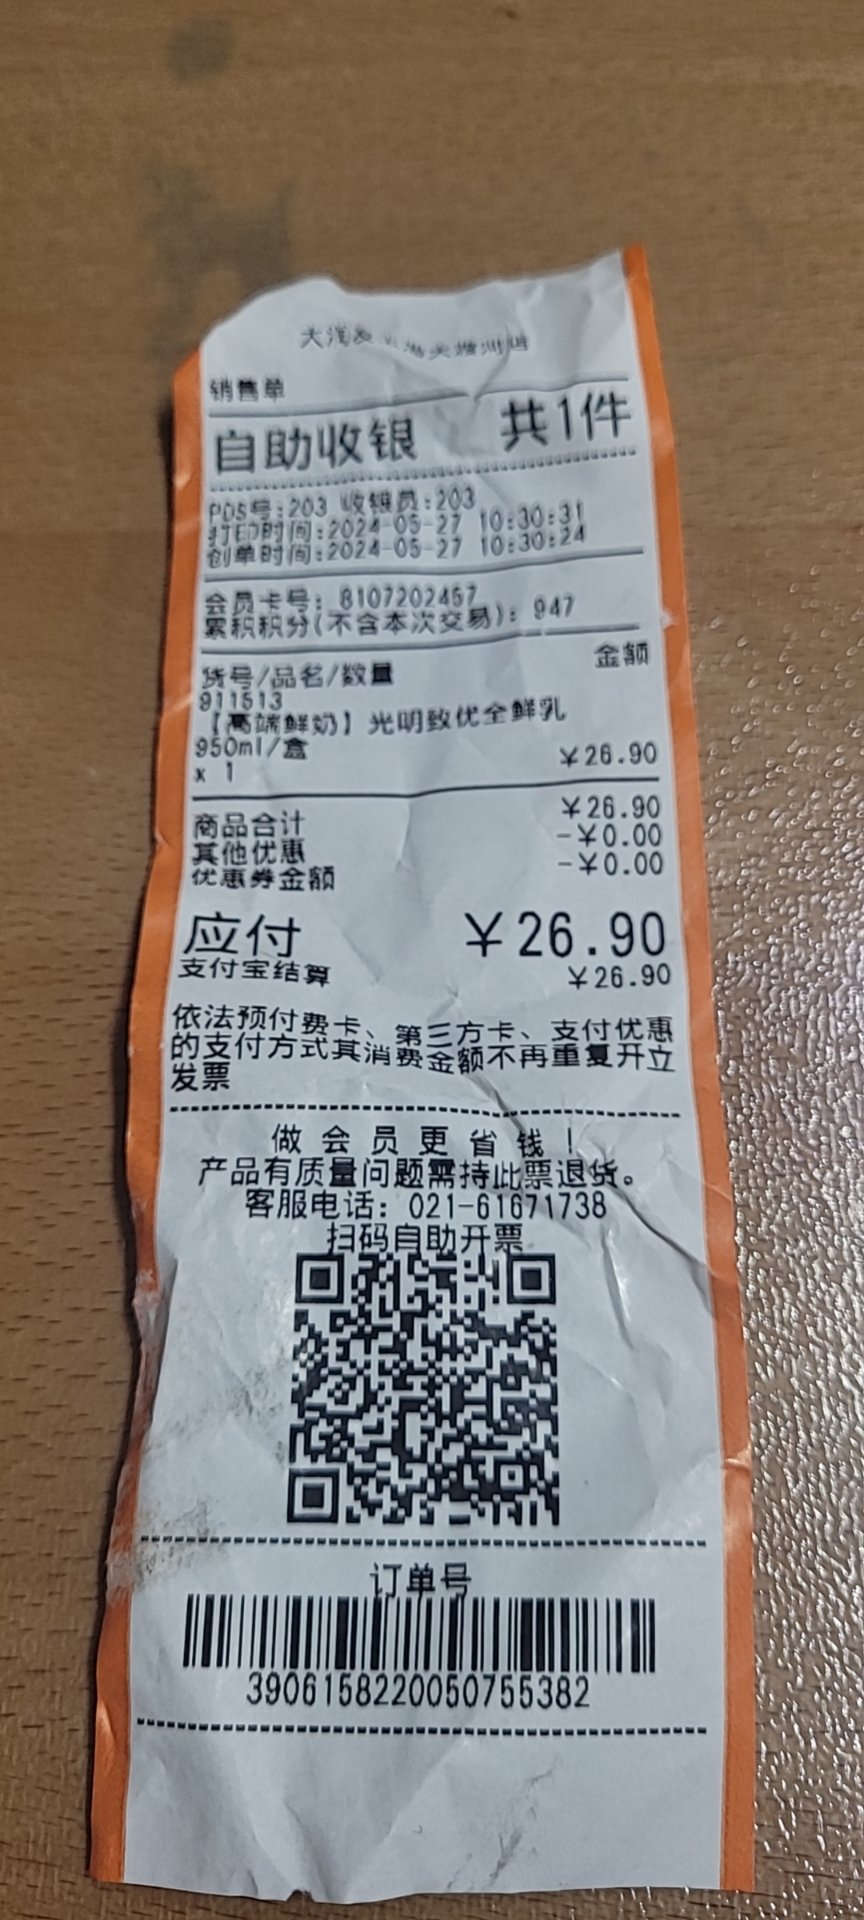 大润发
销售单
自助收银 共1件
POS号:203 收银员:203
打印时间:2024-05-27 10:30:31
创单时间:2024-05-27 10:30:24
会员卡号: 8107202457
累积积分(不含本次交易): 947
货号/品名/数量 金额
911513
【高端鲜奶】光明致优全鲜乳
950ml/盒
x 1 ¥26.90
商品合计 ¥26.90
其他优惠 -¥0.00
优惠券金额 -¥0.00
应付 ¥26.90
支付宝结算 ¥26.90
依法预付费卡、第三方卡、支付优惠
的支付方式其消费金额不再重复开立
发票
做会员更省钱!
产品有质量问题需持此票退货。
客服电话: 021-61671738
扫码自助开票
订单号
3906158220050755382